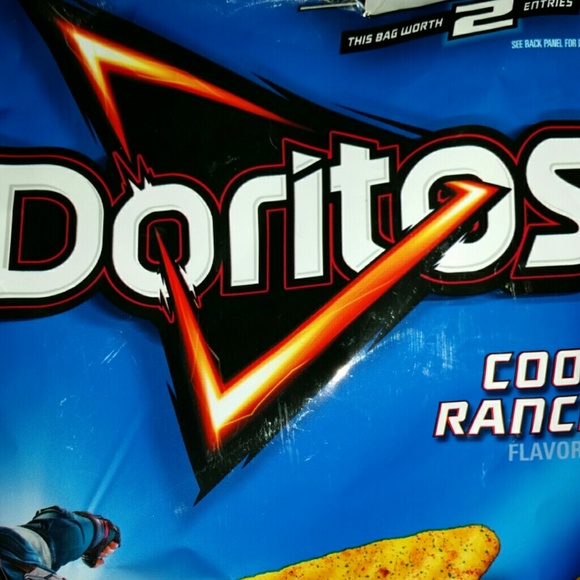 THIS BAG WORTH 2 ENTRIES
SEE BACK PANEL FOR
Doritos
COO
RANC
FLAVOR